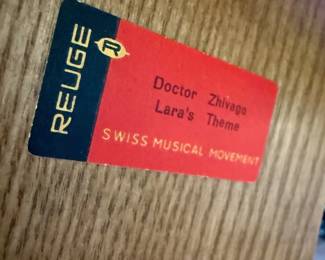 REUGE
R
Doctor Zhivago
Lara's Theme
SWISS MUSICAL MOVEMENT